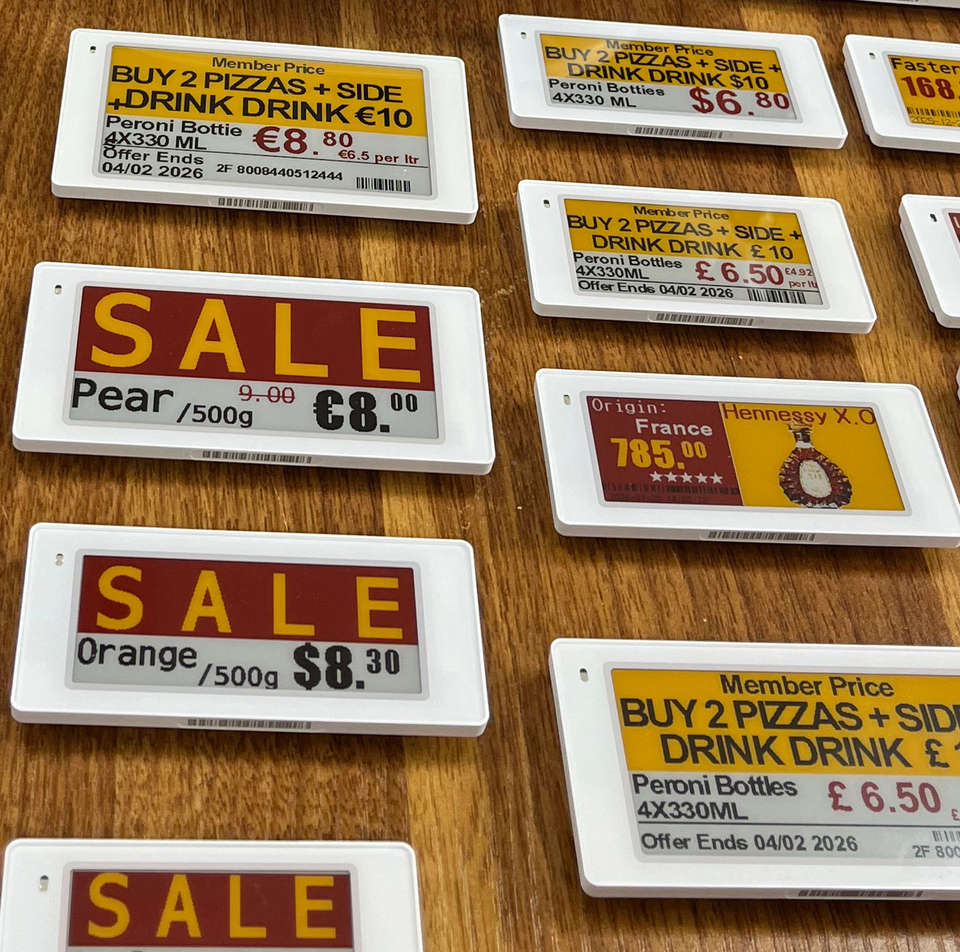 Member Price
BUY 2 PIZZAS + SIDE
+DRINK DRINK €10
Peroni Bottie
4X330 ML
€8.80
€6.5 per ltr
Offer Ends
04/02 2026
2F 8008440512444
Member Price
BUY 2 PIZZAS + SIDE +
DRINK DRINK $10
Peroni Botties
4X330 ML
$6.80
Faster
168.
Member Price
BUY 2 PIZZAS + SIDE +
DRINK DRINK £10
Peroni Bottles
4X330ML
£6.50
£4.92
per lt
Offer Ends 04/02 2026
SALE
Pear /500g
9.00
€8.00
Origin:
France
785.00
★★★★★
Hennessy X.O
SALE
Orange /500g
$8.30
Member Price
BUY 2 PIZZAS + SIDE
DRINK DRINK £
Peroni Bottles
4X330ML
£6.50
£
Offer Ends 04/02 2026
2F 800
SALE